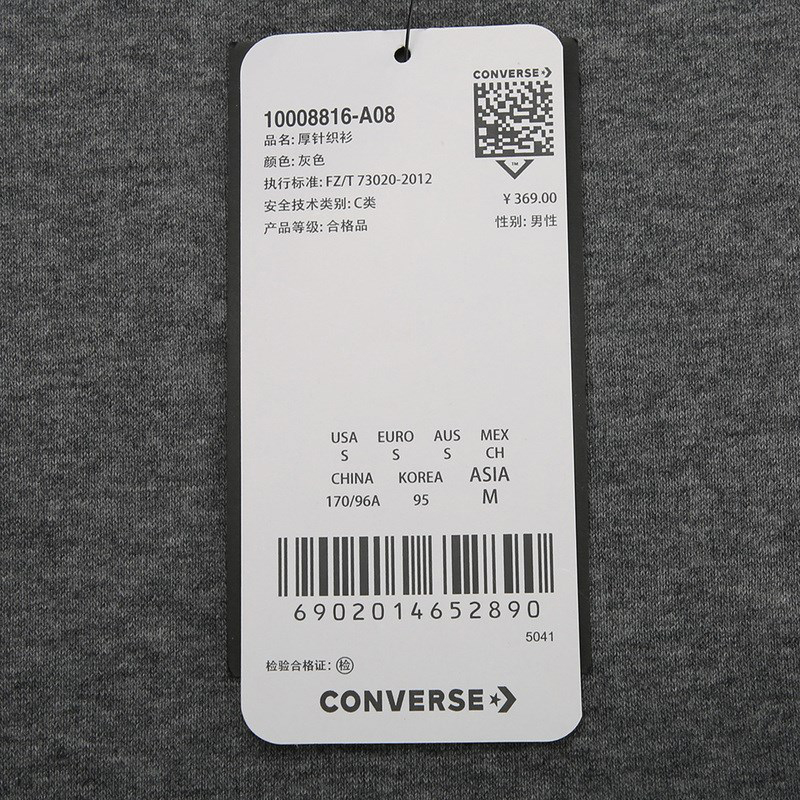 CONVERSE
10008816-A08
品名: 厚针织衫
颜色: 灰色
执行标准: FZ/T 73020-2012
安全技术类别: C类
¥ 369.00
产品等级: 合格品
性别: 男性
™
USA EURO AUS MEX
S S S CH
CHINA KOREA ASIA
170/96A 95 M
6902014652890
5041
检验合格证: 检
CONVERSE